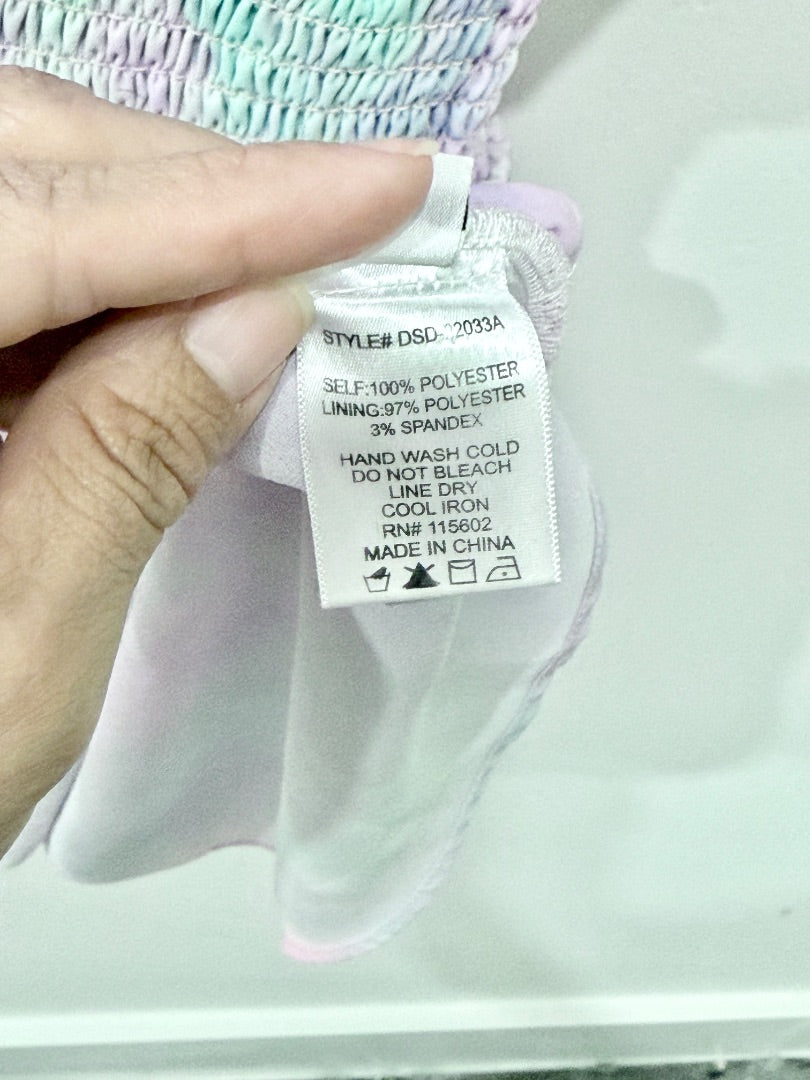 STYLE# DSD-22033A
SELF:100% POLYESTER
LINING:97% POLYESTER
3% SPANDEX
HAND WASH COLD
DO NOT BLEACH
LINE DRY
COOL IRON
RN# 115602
MADE IN CHINA